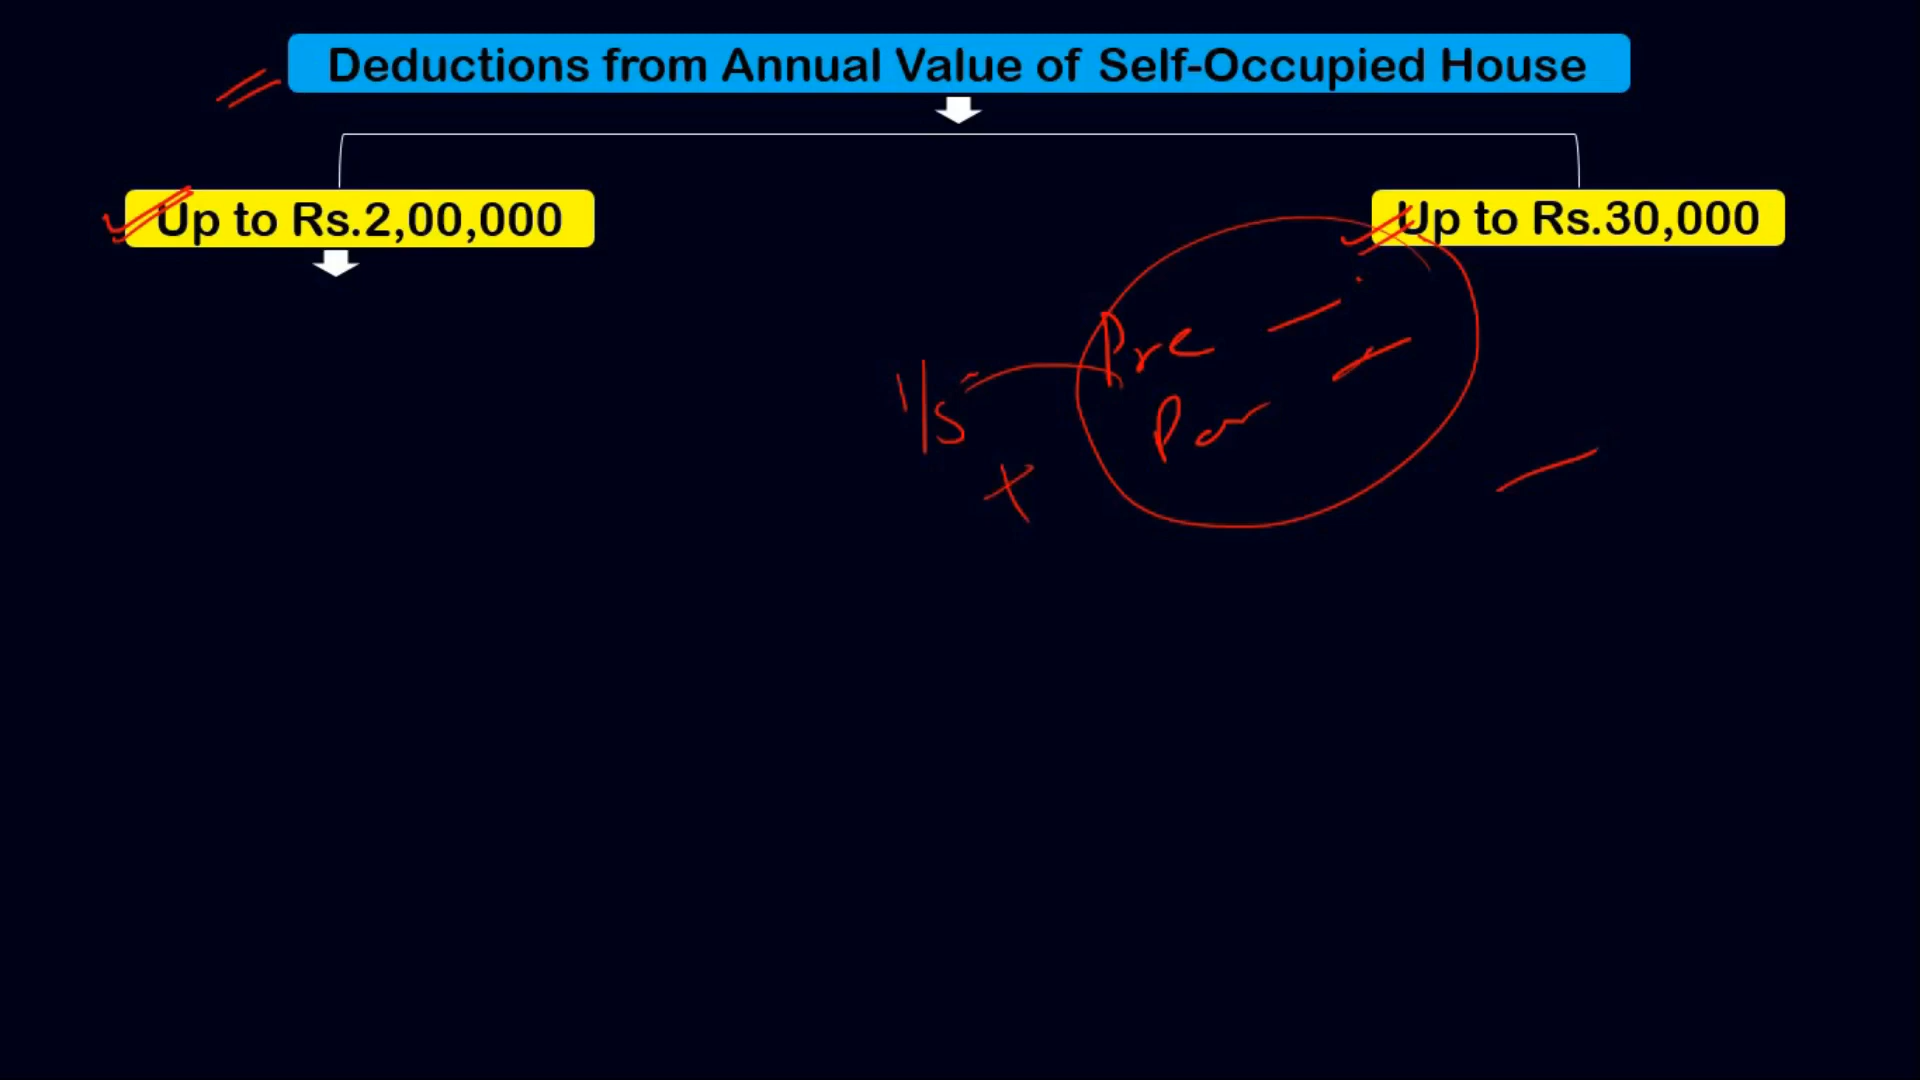 Deductions from Annual Value of Self-Occupied House
Up to Rs.2,00,000
Up to Rs.30,000
Pre
1/5